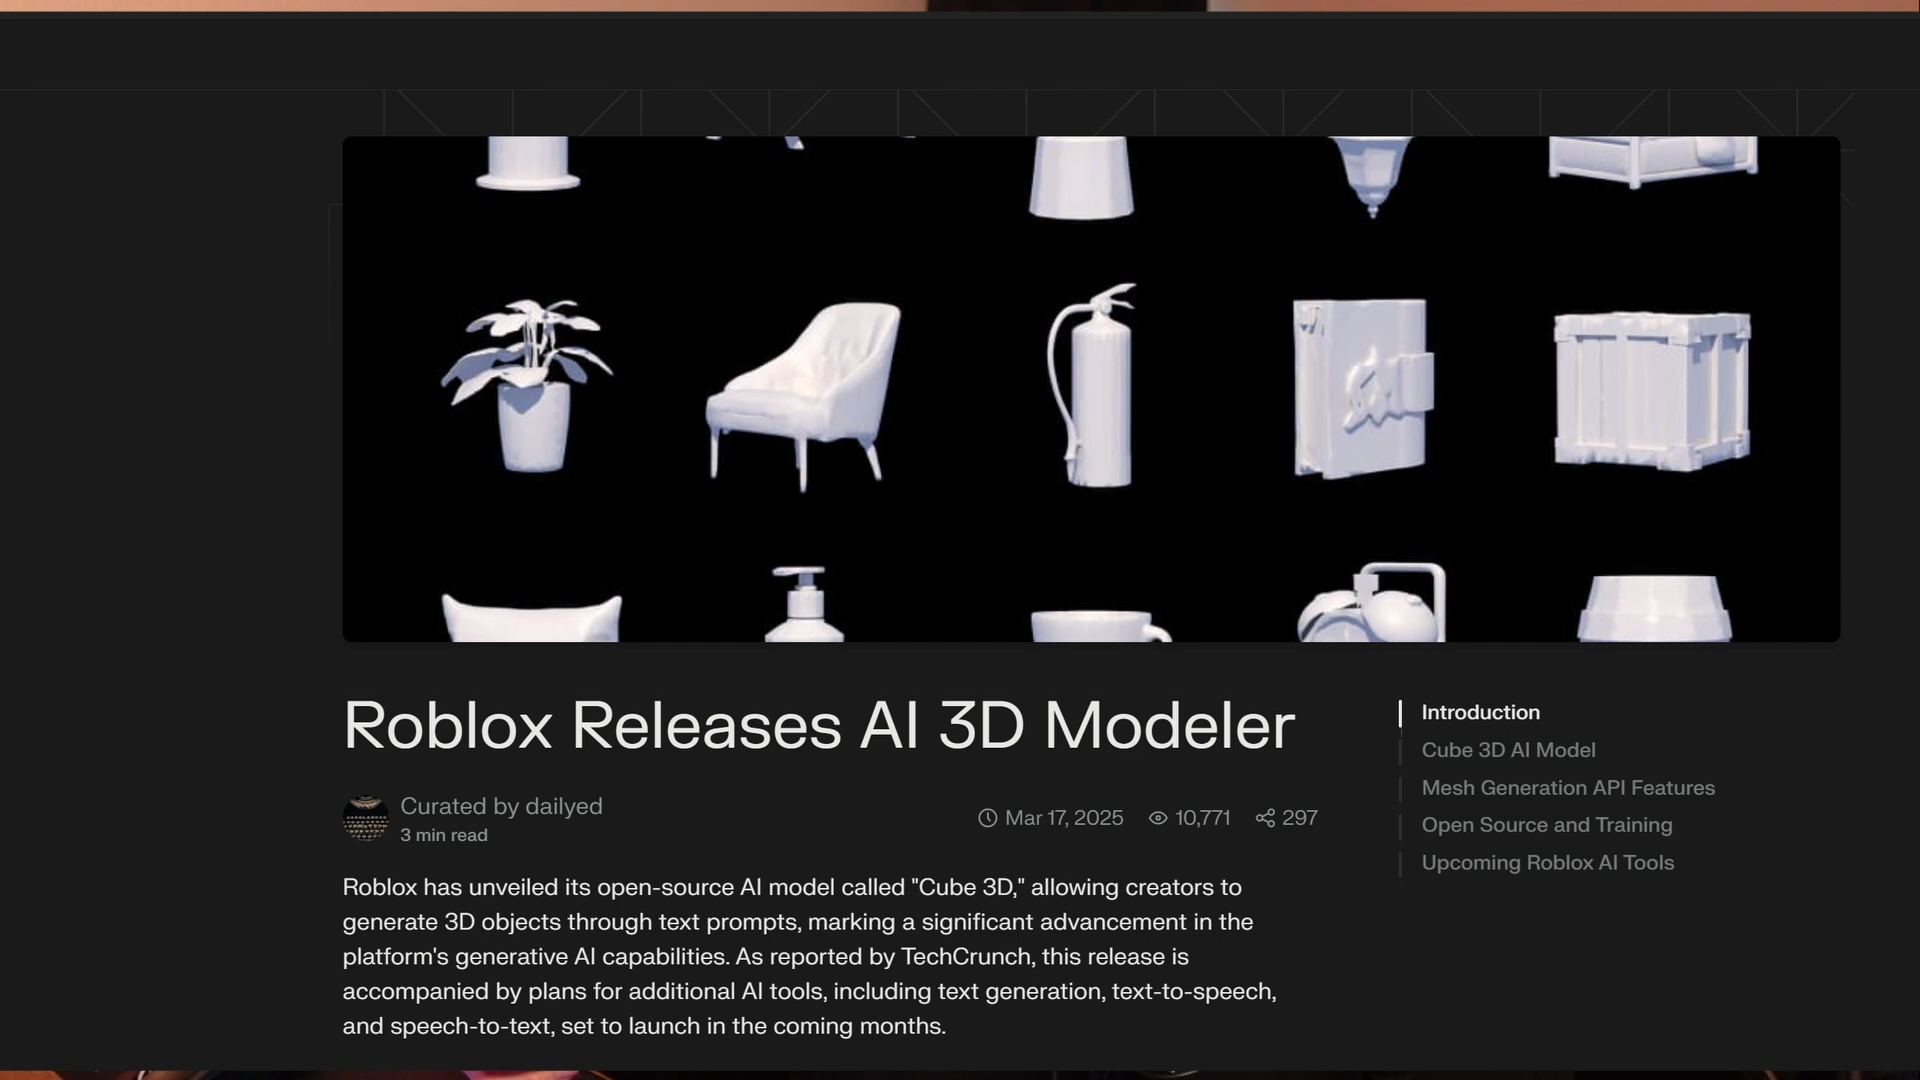 Roblox Releases AI 3D Modeler
Curated by dailyed
3 min read
Mar 17, 2025
10,771
297
Roblox has unveiled its open-source AI model called "Cube 3D," allowing creators to
generate 3D objects through text prompts, marking a significant advancement in the
platform's generative AI capabilities. As reported by TechCrunch, this release is
accompanied by plans for additional AI tools, including text generation, text-to-speech,
and speech-to-text, set to launch in the coming months.
Introduction
Cube 3D AI Model
Mesh Generation API Features
Open Source and Training
Upcoming Roblox AI Tools